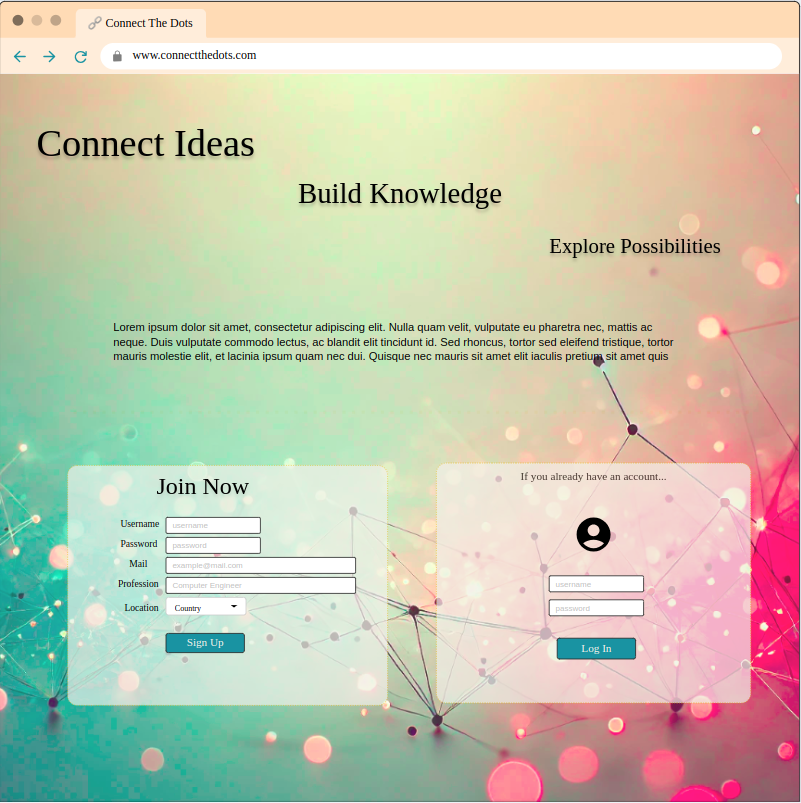 Connect The Dots
www.connectthedots.com
Connect Ideas
Build Knowledge
Explore Possibilities
Lorem ipsum dolor sit amet, consectetur adipiscing elit. Nulla quam velit, vulputate eu pharetra nec, mattis ac
neque. Duis vulputate commodo lectus, ac blandit elit tincidunt id. Sed rhoncus, tortor sed eleifend tristique, tortor
mauris molestie elit, et lacinia ipsum quam nec dui. Quisque nec mauris sit amet elit iaculis pretium sit amet quis
Join Now
Username username
Password password
Mail example@mail.com
Profession Computer Engineer
Location Country
Sign Up
If you already have an account...
username
password
Log In